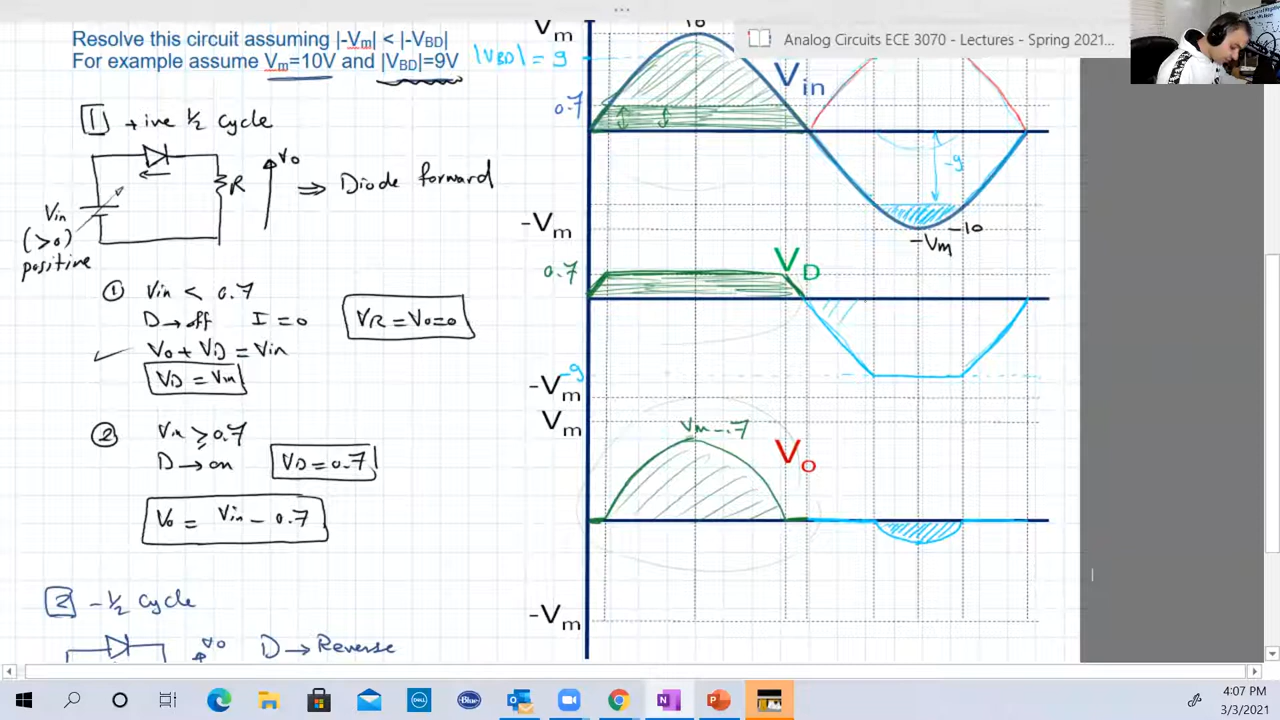 Resolve this circuit assuming |-Vm| < |-VBD|
For example assume Vm=10V and |VBD|=9V
1 +ive ½ cycle
Vo
R
⇒ Diode forward
Vin
(>0)
positive
① Vin < 0.7
D → off I = 0
VR = Vo = 0
Vo + VD = Vin
VD = Vin
② Vin ≥ 0.7
D → on
VD = 0.7
Vo = Vin - 0.7
2 - ½ cycle
Vo
D → Reverse
Vm
10
|VBD| = 9
Vin
0.7
-9
-Vm
-10
-Vm
0.7
VD
-9
-Vm
Vm
Vm-.7
Vo
-Vm
Analog Circuits ECE 3070 - Lectures - Spring 2021...
4:07 PM
3/3/2021